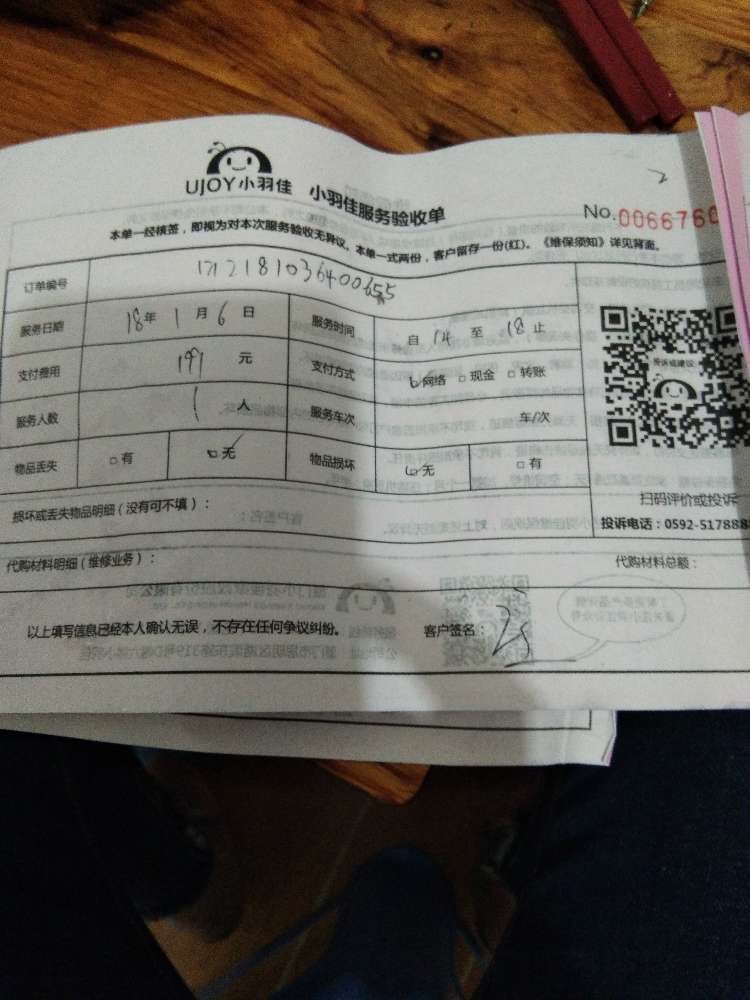 UJOY小羽佳 小羽佳服务验收单
No.0066760
本单一经核签，即视为对本次服务验收无异议。本单一式两份，客户留存一份(红)。《维保须知》详见背面。
订单编号
服务日期 18年 1月 6日 服务时间 自 14 至 18 止
支付费用 元 支付方式 网络 现金 转账
服务人数 1 人 服务车次 车/次
物品丢失 有 无 物品损坏 无 有
投诉或建议
扫码评价或投诉
投诉电话：0592-517888
损坏或丢失物品明细（没有可不填）：
代购材料明细（维修业务）： 代购材料总额：
以上填写信息已经本人确认无误，不存在任何争议纠纷。 客户签名：